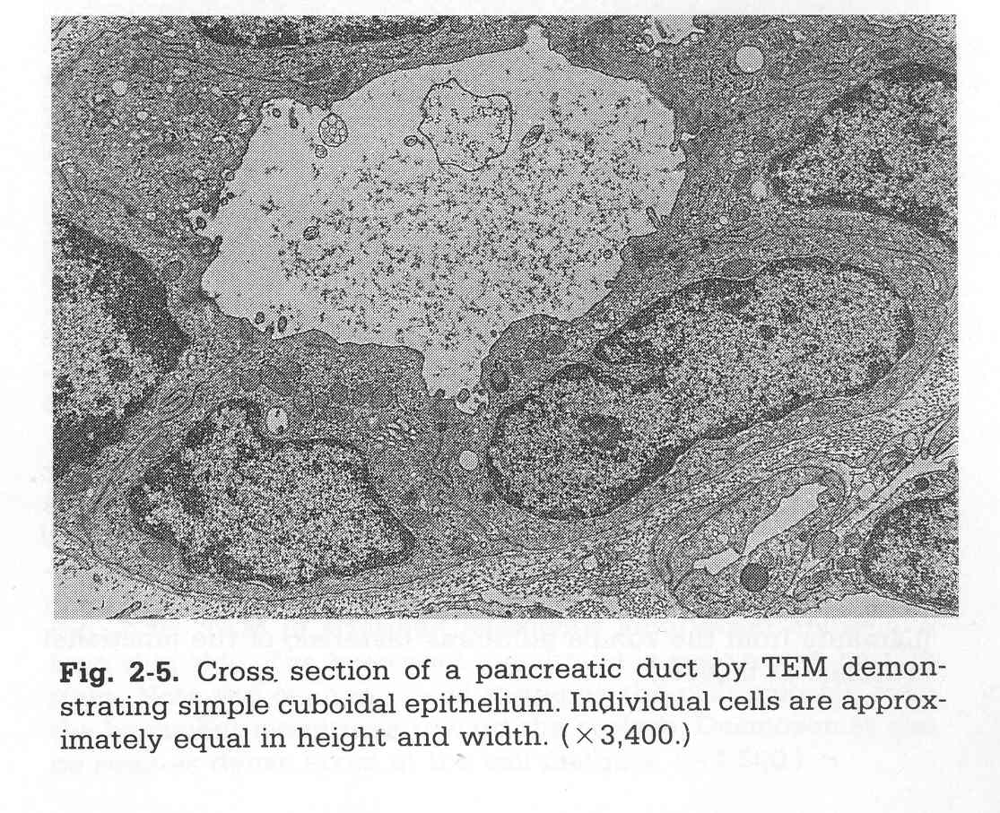 Fig. 2-5. Cross section of a pancreatic duct by TEM demon-
strating simple cuboidal epithelium. Individual cells are approx-
imately equal in height and width. (×3,400.)